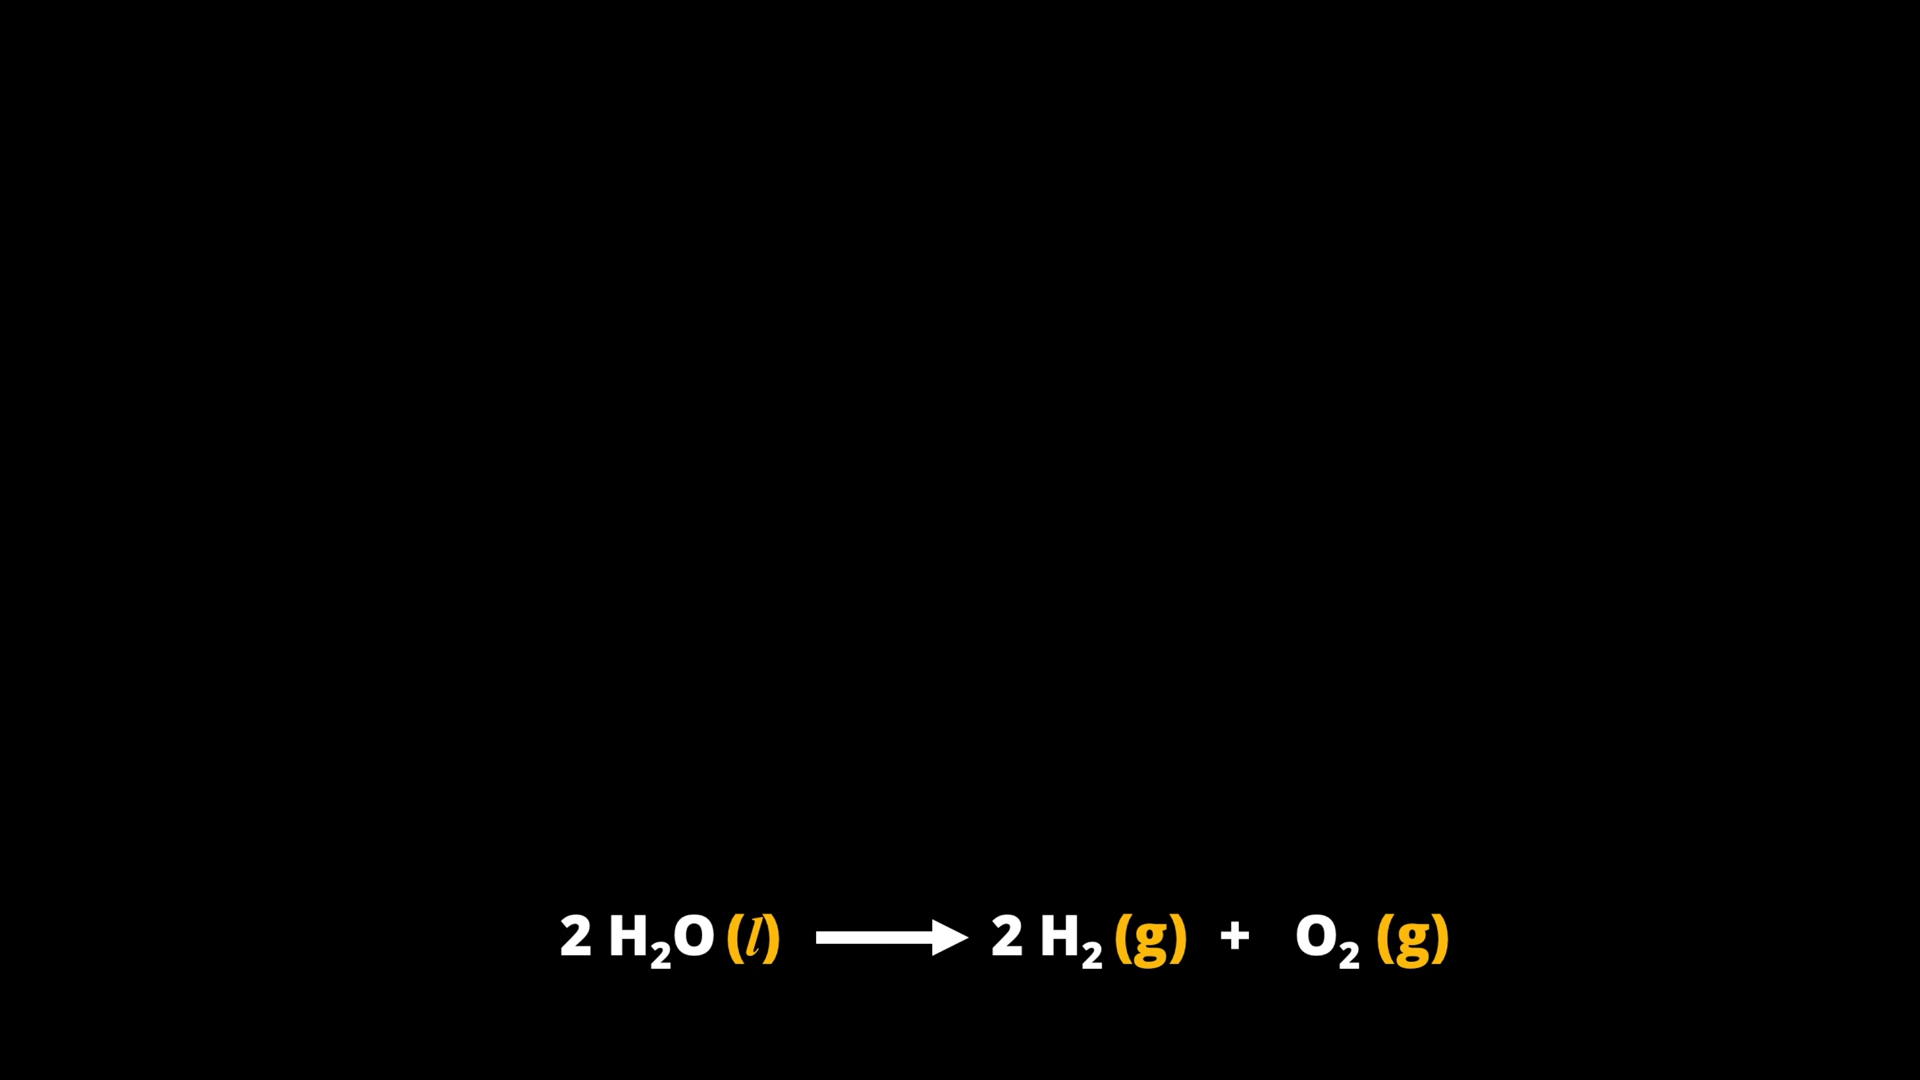 2 H₂O (l) ⟶ 2 H₂ (g) + O₂ (g)